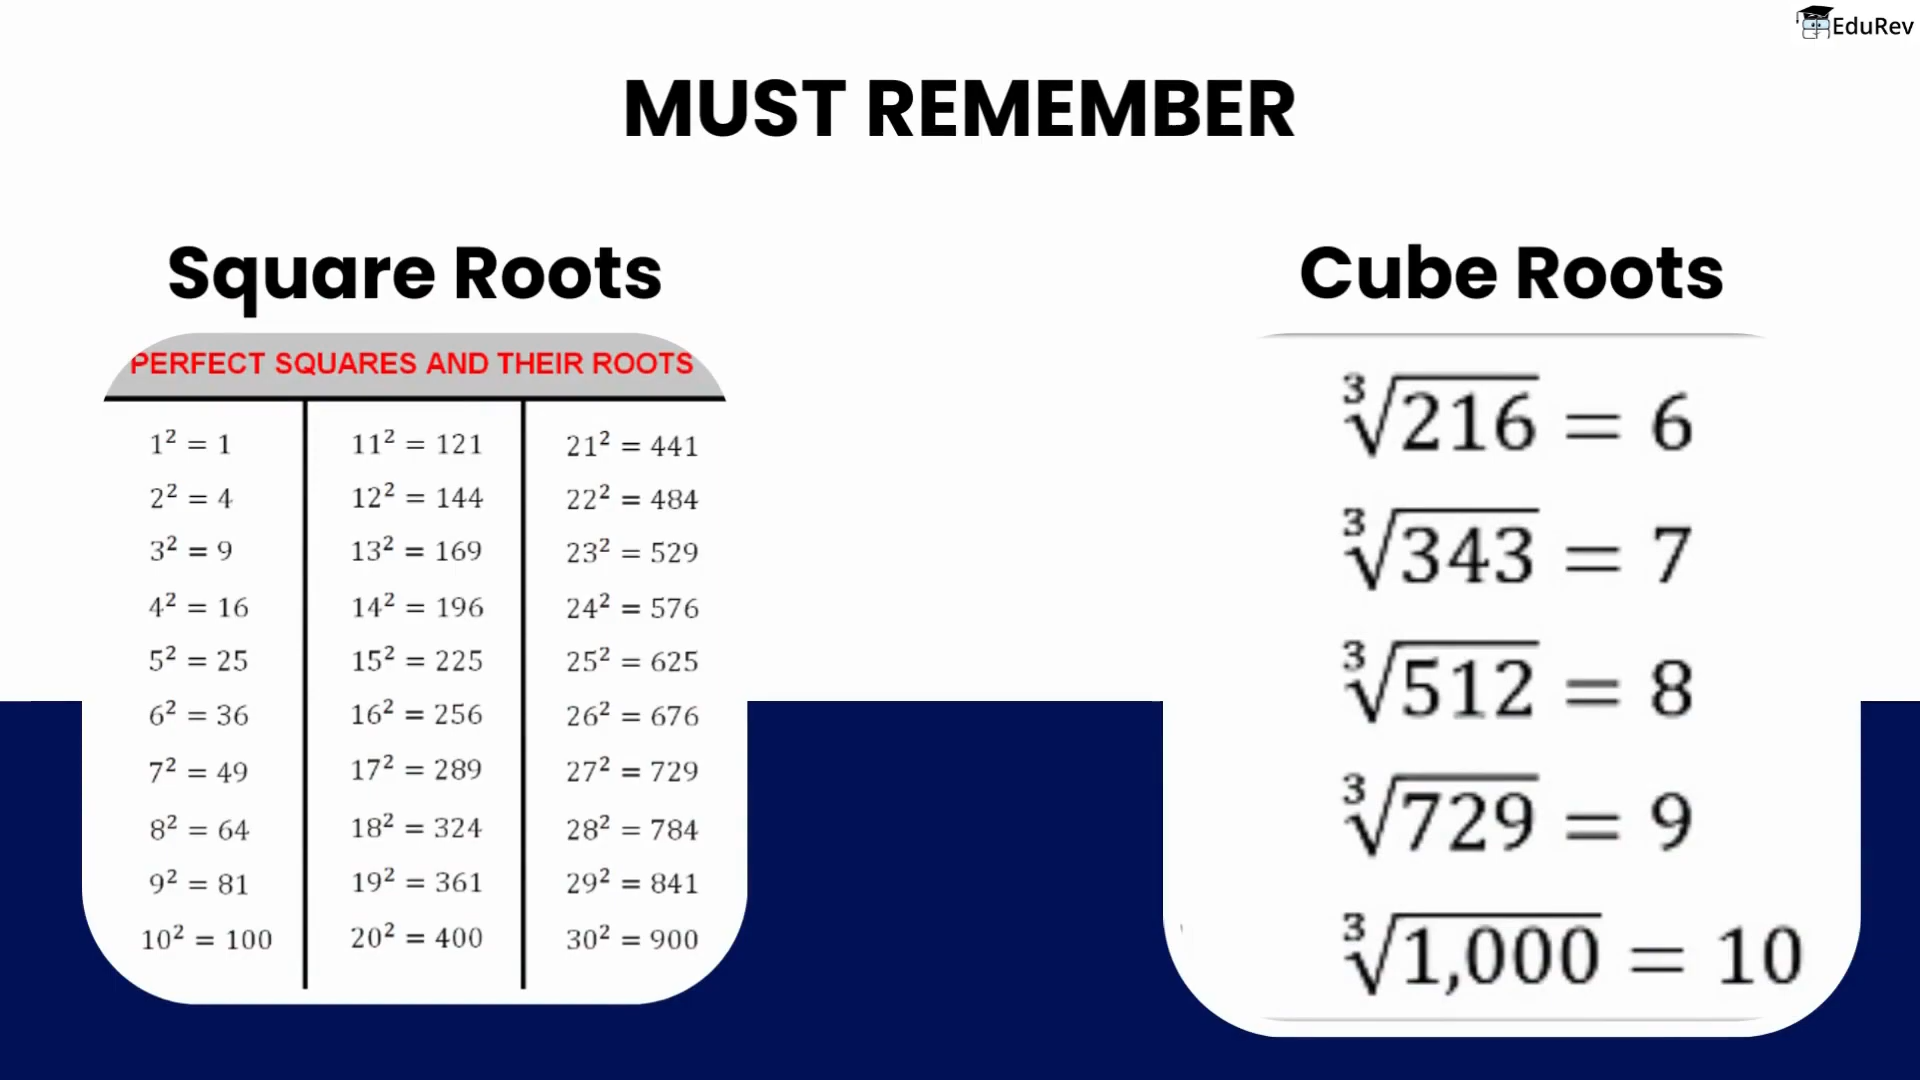 EduRev
MUST REMEMBER
Square Roots
PERFECT SQUARES AND THEIR ROOTS
1² = 1
2² = 4
3² = 9
4² = 16
5² = 25
6² = 36
7² = 49
8² = 64
9² = 81
10² = 100
11² = 121
12² = 144
13² = 169
14² = 196
15² = 225
16² = 256
17² = 289
18² = 324
19² = 361
20² = 400
21² = 441
22² = 484
23² = 529
24² = 576
25² = 625
26² = 676
27² = 729
28² = 784
29² = 841
30² = 900
Cube Roots
∛216 = 6
∛343 = 7
∛512 = 8
∛729 = 9
∛1,000 = 10